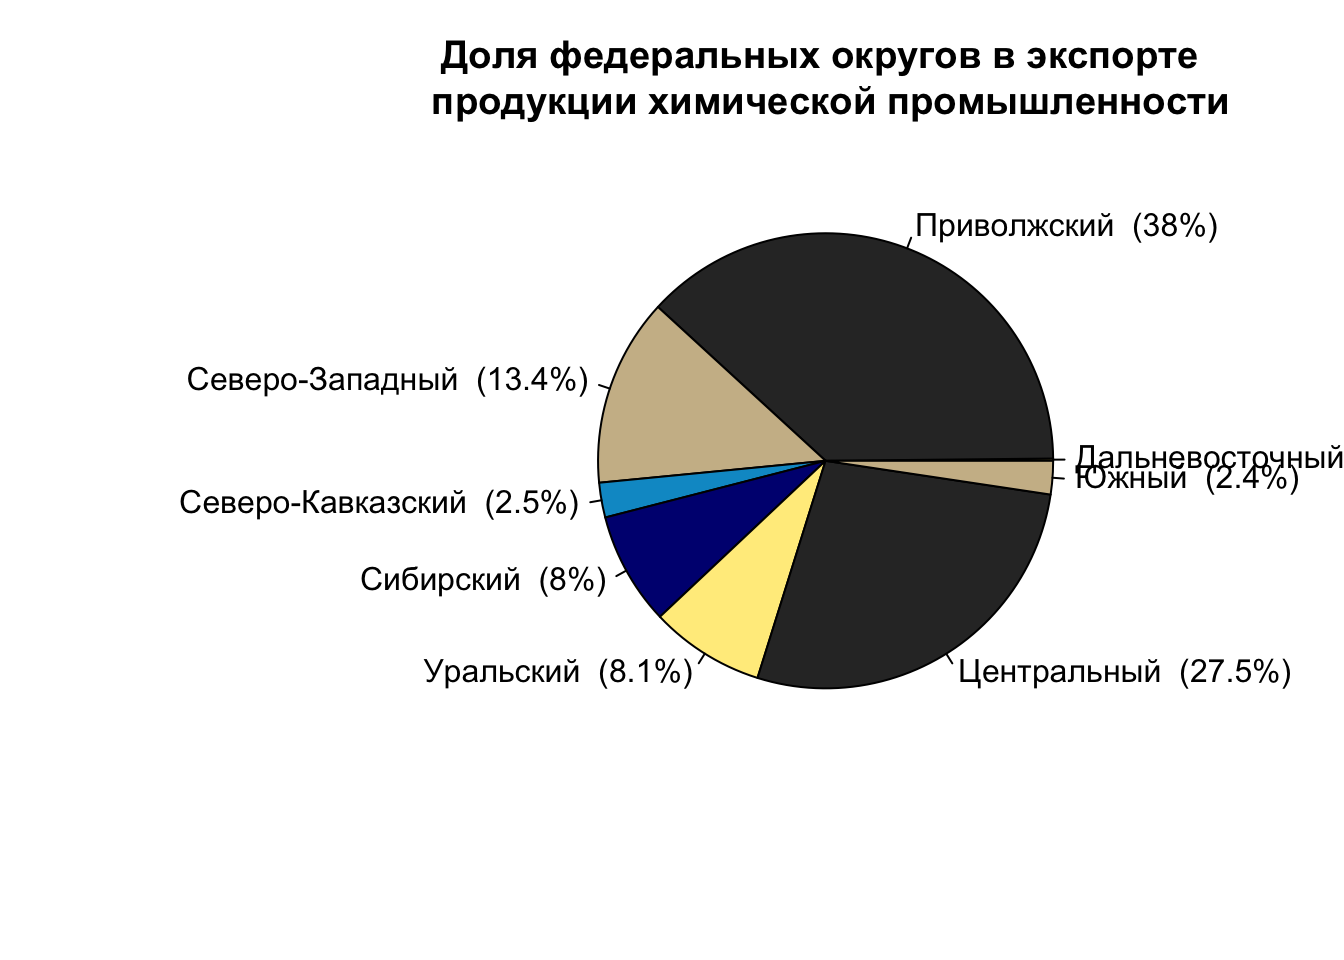 Доля федеральных округов в экспорте
продукции химической промышленности
Приволжский (38%)
Северо-Западный (13.4%)
Дальневосточный
Южный (2.4%)
Северо-Кавказский (2.5%)
Сибирский (8%)
Уральский (8.1%)
Центральный (27.5%)